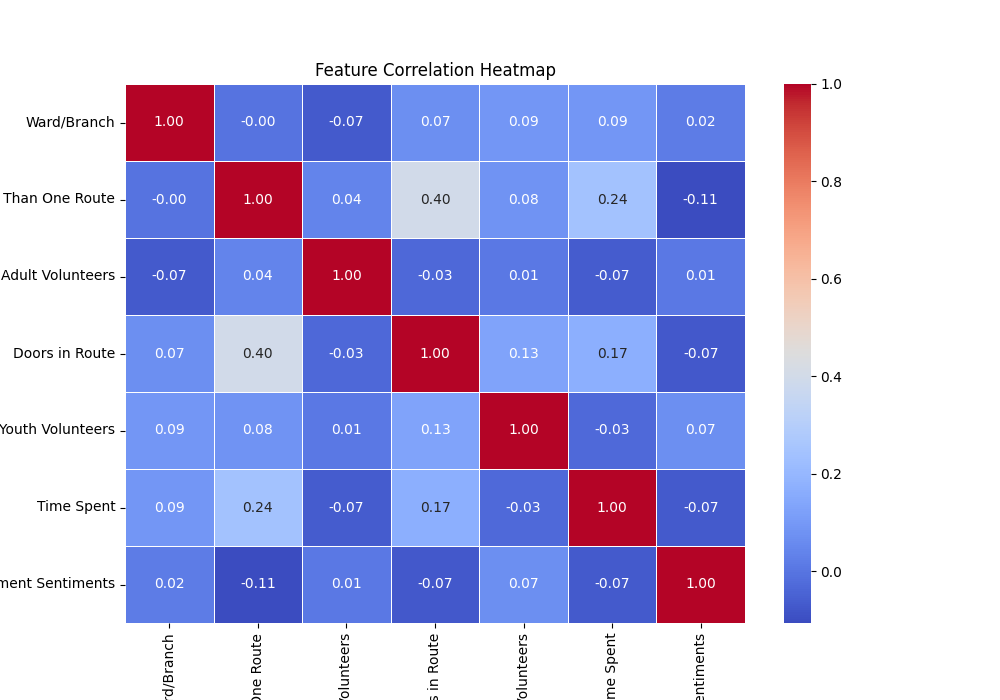 Feature Correlation Heatmap
Ward/Branch 1.00 -0.00 -0.07 0.07 0.09 0.09 0.02
Than One Route -0.00 1.00 0.04 0.40 0.08 0.24 -0.11
Adult Volunteers -0.07 0.04 1.00 -0.03 0.01 -0.07 0.01
Doors in Route 0.07 0.40 -0.03 1.00 0.13 0.17 -0.07
Youth Volunteers 0.09 0.08 0.01 0.13 1.00 -0.03 0.07
Time Spent 0.09 0.24 -0.07 0.17 -0.03 1.00 -0.07
ment Sentiments 0.02 -0.11 0.01 -0.07 0.07 -0.07 1.00
rd/Branch
One Route
Volunteers
s in Route
Volunteers
me Spent
entiments
1.0
0.8
0.6
0.4
0.2
0.0